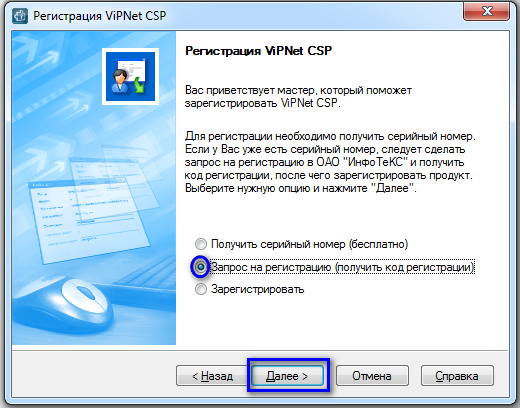 Регистрация ViPNet CSP
Регистрация ViPNet CSP
Вас приветствует мастер, который поможет
зарегистрировать ViPNet CSP.
Для регистрации необходимо получить серийный номер.
Если у Вас уже есть серийный номер, следует сделать
запрос на регистрацию в ОАО "ИнфоТеКС" и получить
код регистрации, после чего зарегистрировать продукт.
Выберите нужную опцию и нажмите "Далее".
Получить серийный номер (бесплатно)
Запрос на регистрацию (получить код регистрации)
Зарегистрировать
< Назад
Далее >
Отмена
Справка